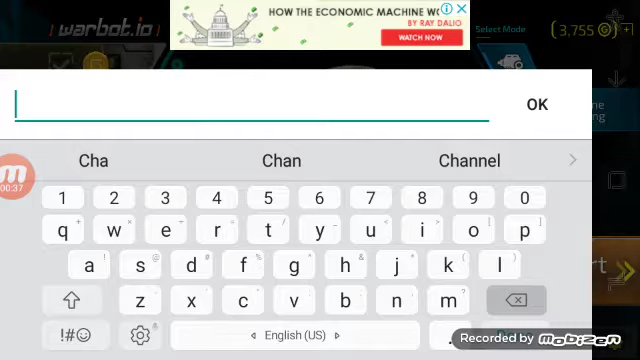 HOW THE ECONOMIC MACHINE WO
BY RAY DALIO
WATCH NOW
warbot.io
Select Mode
3,755
OK
Cha Chan Channel
00:37
1 2 3 4 5 6 7 8 9 0
q w e r t y u i o p
a s d f g h j k l
z x c v b n m
!#☺ English (US) .
Recorded by MOBIZEN